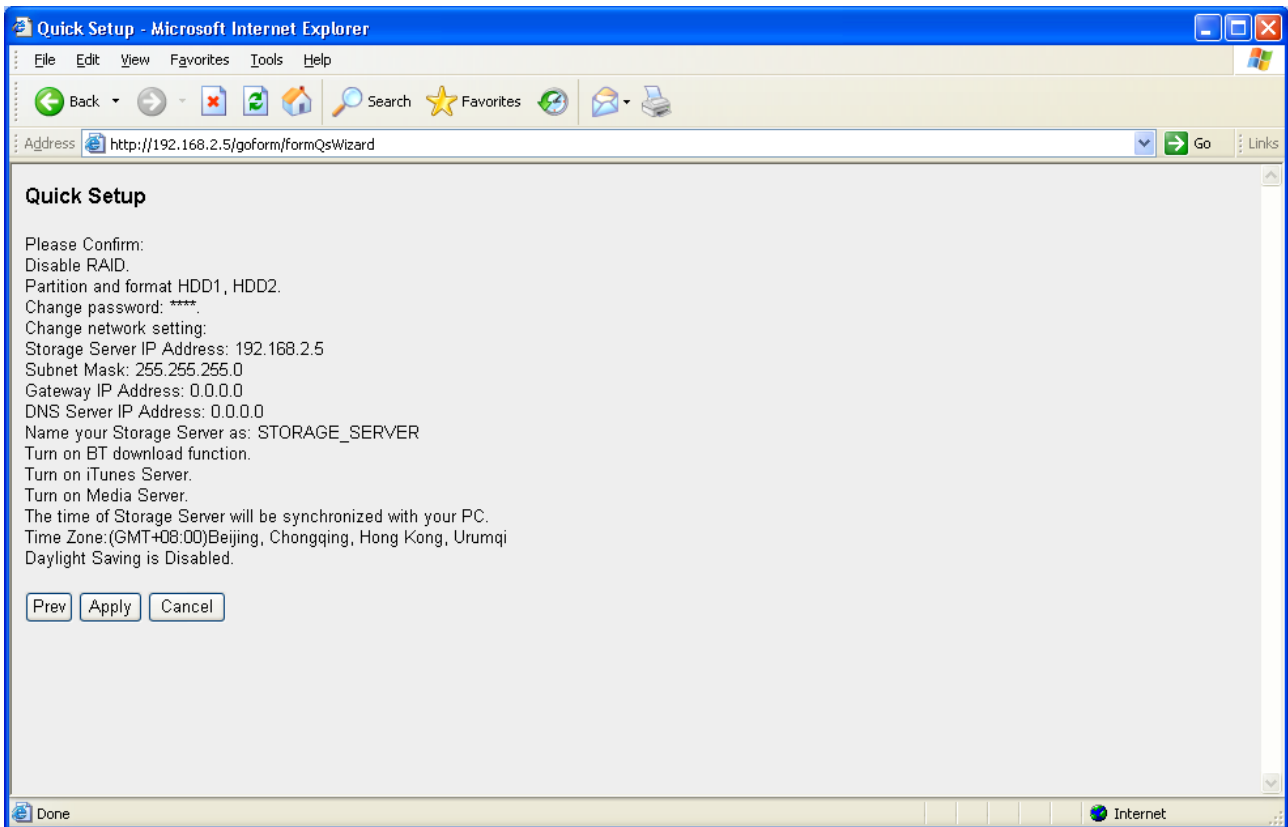 Quick Setup - Microsoft Internet Explorer
File Edit View Favorites Tools Help
Back Search Favorites
Address http://192.168.2.5/goform/formQsWizard Go Links
Quick Setup
Please Confirm:
Disable RAID.
Partition and format HDD1, HDD2.
Change password: ****.
Change network setting:
Storage Server IP Address: 192.168.2.5
Subnet Mask: 255.255.255.0
Gateway IP Address: 0.0.0.0
DNS Server IP Address: 0.0.0.0
Name your Storage Server as: STORAGE_SERVER
Turn on BT download function.
Turn on iTunes Server.
Turn on Media Server.
The time of Storage Server will be synchronized with your PC.
Time Zone:(GMT+08:00)Beijing, Chongqing, Hong Kong, Urumqi
Daylight Saving is Disabled.
Prev Apply Cancel
Done Internet